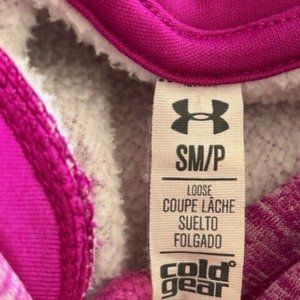 SM/P
LOOSE
COUPE LÂCHE
SUELTO
FOLGADO
cold
gear